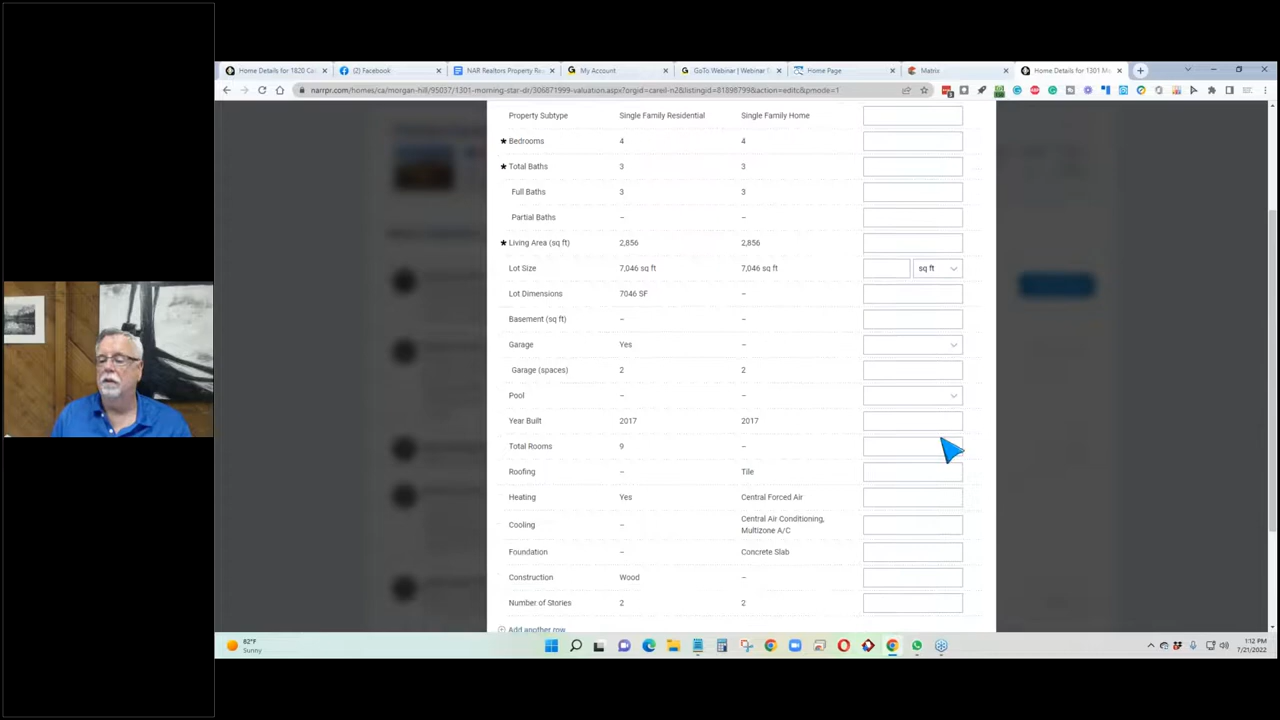 Home Details for 1820 Ca
(2) Facebook
NAR Realtors Property Re
My Account
GoTo Webinar | Webinar
Home Page
Matrix
Home Details for 1301 M
narrpr.com/homes/ca/morgan-hill/95037/1301-morning-star-dr/306871999-valuation.aspx?orgid=careil-n2&listingid=81898799&action=editc&pmode=1
Property Subtype Single Family Residential Single Family Home
★ Bedrooms 4 4
★ Total Baths 3 3
Full Baths 3 3
Partial Baths – –
★ Living Area (sq ft) 2,856 2,856
Lot Size 7,046 sq ft 7,046 sq ft sq ft
Lot Dimensions 7046 SF –
Basement (sq ft) – –
Garage Yes –
Garage (spaces) 2 2
Pool – –
Year Built 2017 2017
Total Rooms 9 –
Roofing – Tile
Heating Yes Central Forced Air
Cooling – Central Air Conditioning,
Multizone A/C
Foundation – Concrete Slab
Construction Wood –
Number of Stories 2 2
Add another row
82°F
Sunny
1:12 PM
7/21/2022